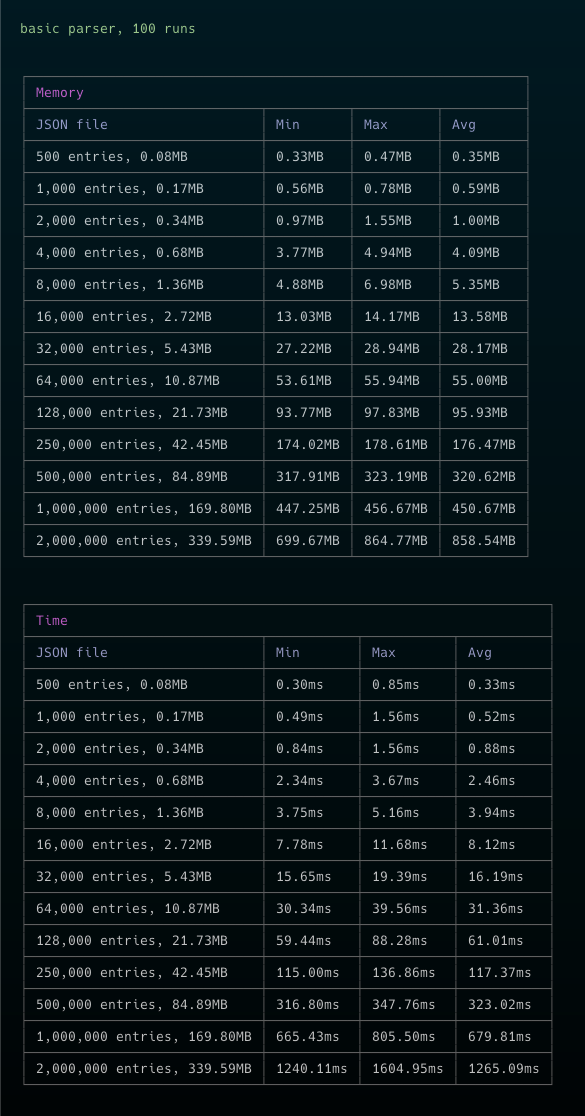 basic parser, 100 runs
Memory
JSON file Min Max Avg
500 entries, 0.08MB 0.33MB 0.47MB 0.35MB
1,000 entries, 0.17MB 0.56MB 0.78MB 0.59MB
2,000 entries, 0.34MB 0.97MB 1.55MB 1.00MB
4,000 entries, 0.68MB 3.77MB 4.94MB 4.09MB
8,000 entries, 1.36MB 4.88MB 6.98MB 5.35MB
16,000 entries, 2.72MB 13.03MB 14.17MB 13.58MB
32,000 entries, 5.43MB 27.22MB 28.94MB 28.17MB
64,000 entries, 10.87MB 53.61MB 55.94MB 55.00MB
128,000 entries, 21.73MB 93.77MB 97.83MB 95.93MB
250,000 entries, 42.45MB 174.02MB 178.61MB 176.47MB
500,000 entries, 84.89MB 317.91MB 323.19MB 320.62MB
1,000,000 entries, 169.80MB 447.25MB 456.67MB 450.67MB
2,000,000 entries, 339.59MB 699.67MB 864.77MB 858.54MB
Time
JSON file Min Max Avg
500 entries, 0.08MB 0.30ms 0.85ms 0.33ms
1,000 entries, 0.17MB 0.49ms 1.56ms 0.52ms
2,000 entries, 0.34MB 0.84ms 1.56ms 0.88ms
4,000 entries, 0.68MB 2.34ms 3.67ms 2.46ms
8,000 entries, 1.36MB 3.75ms 5.16ms 3.94ms
16,000 entries, 2.72MB 7.78ms 11.68ms 8.12ms
32,000 entries, 5.43MB 15.65ms 19.39ms 16.19ms
64,000 entries, 10.87MB 30.34ms 39.56ms 31.36ms
128,000 entries, 21.73MB 59.44ms 88.28ms 61.01ms
250,000 entries, 42.45MB 115.00ms 136.86ms 117.37ms
500,000 entries, 84.89MB 316.80ms 347.76ms 323.02ms
1,000,000 entries, 169.80MB 665.43ms 805.50ms 679.81ms
2,000,000 entries, 339.59MB 1240.11ms 1604.95ms 1265.09ms